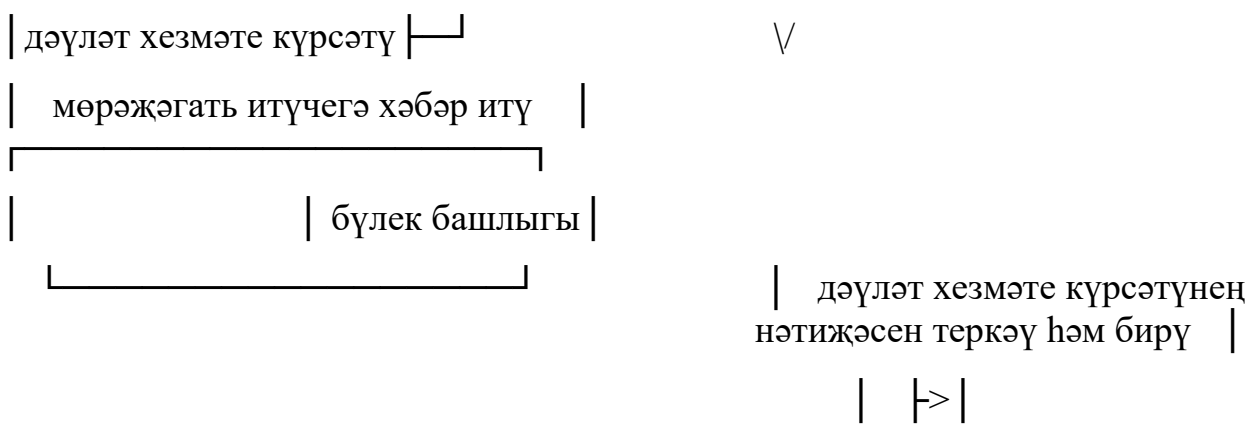 │дәүләт хезмәте күрсәтү├─┘ \/
│ мөрәҗәгать итүчегә хәбәр итү │
┌──────────────────┐
│ │ бүлек башлыгы│
└────────────────┘ │ дәүләт хезмәте күрсәтүнең
нәтиҗәсен теркәү һәм бирү │
│ ├>│